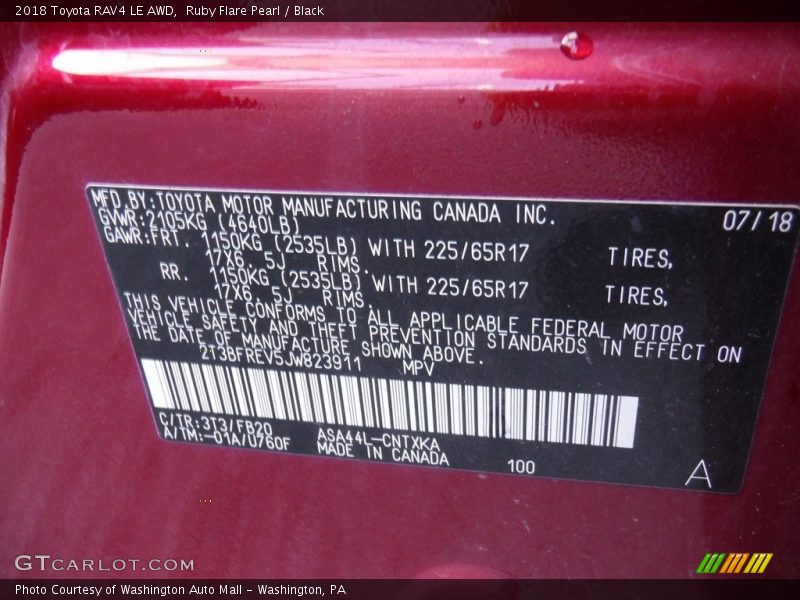 2018 Toyota RAV4 LE AWD,  Ruby Flare Pearl / Black
MFD.BY:TOYOTA MOTOR MANUFACTURING CANADA INC. 07/18
GVWR:2105KG (4640LB)
GAWR:FRT. 1150KG (2535LB) WITH 225/65R17 TIRES,
17X6.5J RIMS.
RR. 1150KG (2535LB) WITH 225/65R17 TIRES,
17X6.5J RIMS.
THIS VEHICLE CONFORMS TO ALL APPLICABLE FEDERAL MOTOR
VEHICLE SAFETY AND THEFT PREVENTION STANDARDS IN EFFECT ON
THE DATE OF MANUFACTURE SHOWN ABOVE.
2T3BFREV5JW823911 MPV
C/TR:3T3/FB20 ASA44L-CNTXKA
A/TM:-01A/U760F MADE IN CANADA 100 A
GTCARLOT.COM
Photo Courtesy of Washington Auto Mall - Washington, PA